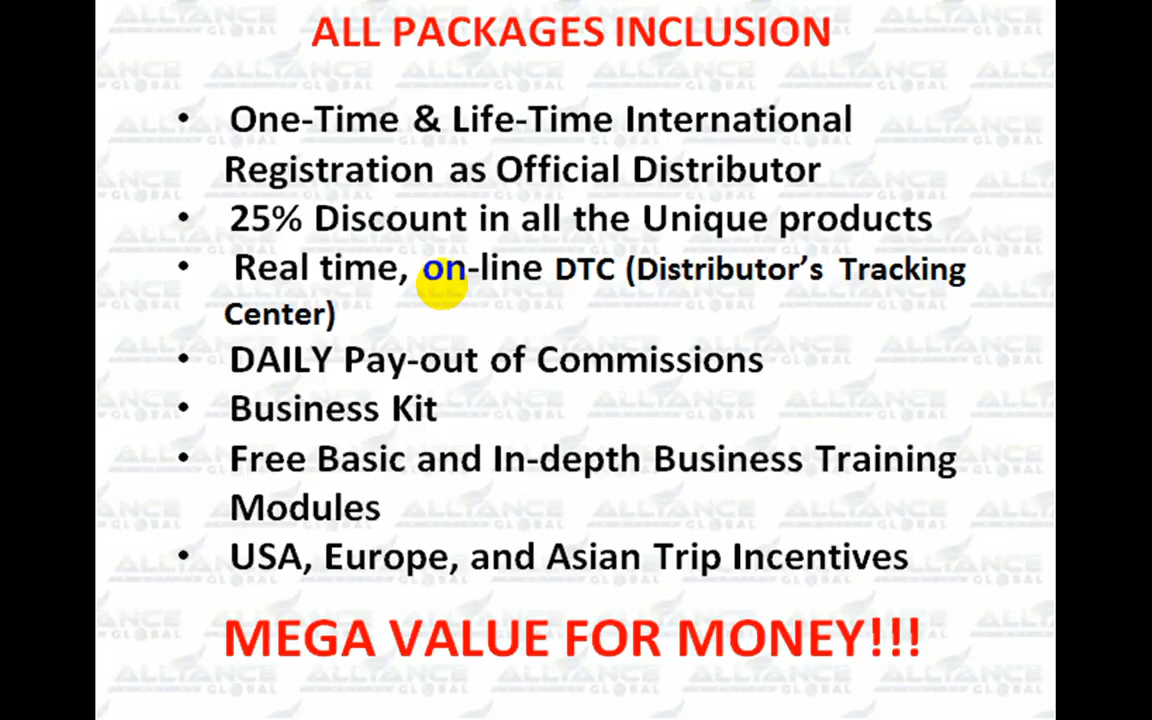 ALL PACKAGES INCLUSION
• One-Time & Life-Time International
Registration as Official Distributor
• 25% Discount in all the Unique products
• Real time, on-line DTC (Distributor’s Tracking
Center)
• DAILY Pay-out of Commissions
• Business Kit
• Free Basic and In-depth Business Training
Modules
• USA, Europe, and Asian Trip Incentives
MEGA VALUE FOR MONEY!!!
ALLIANCE
GLOBAL